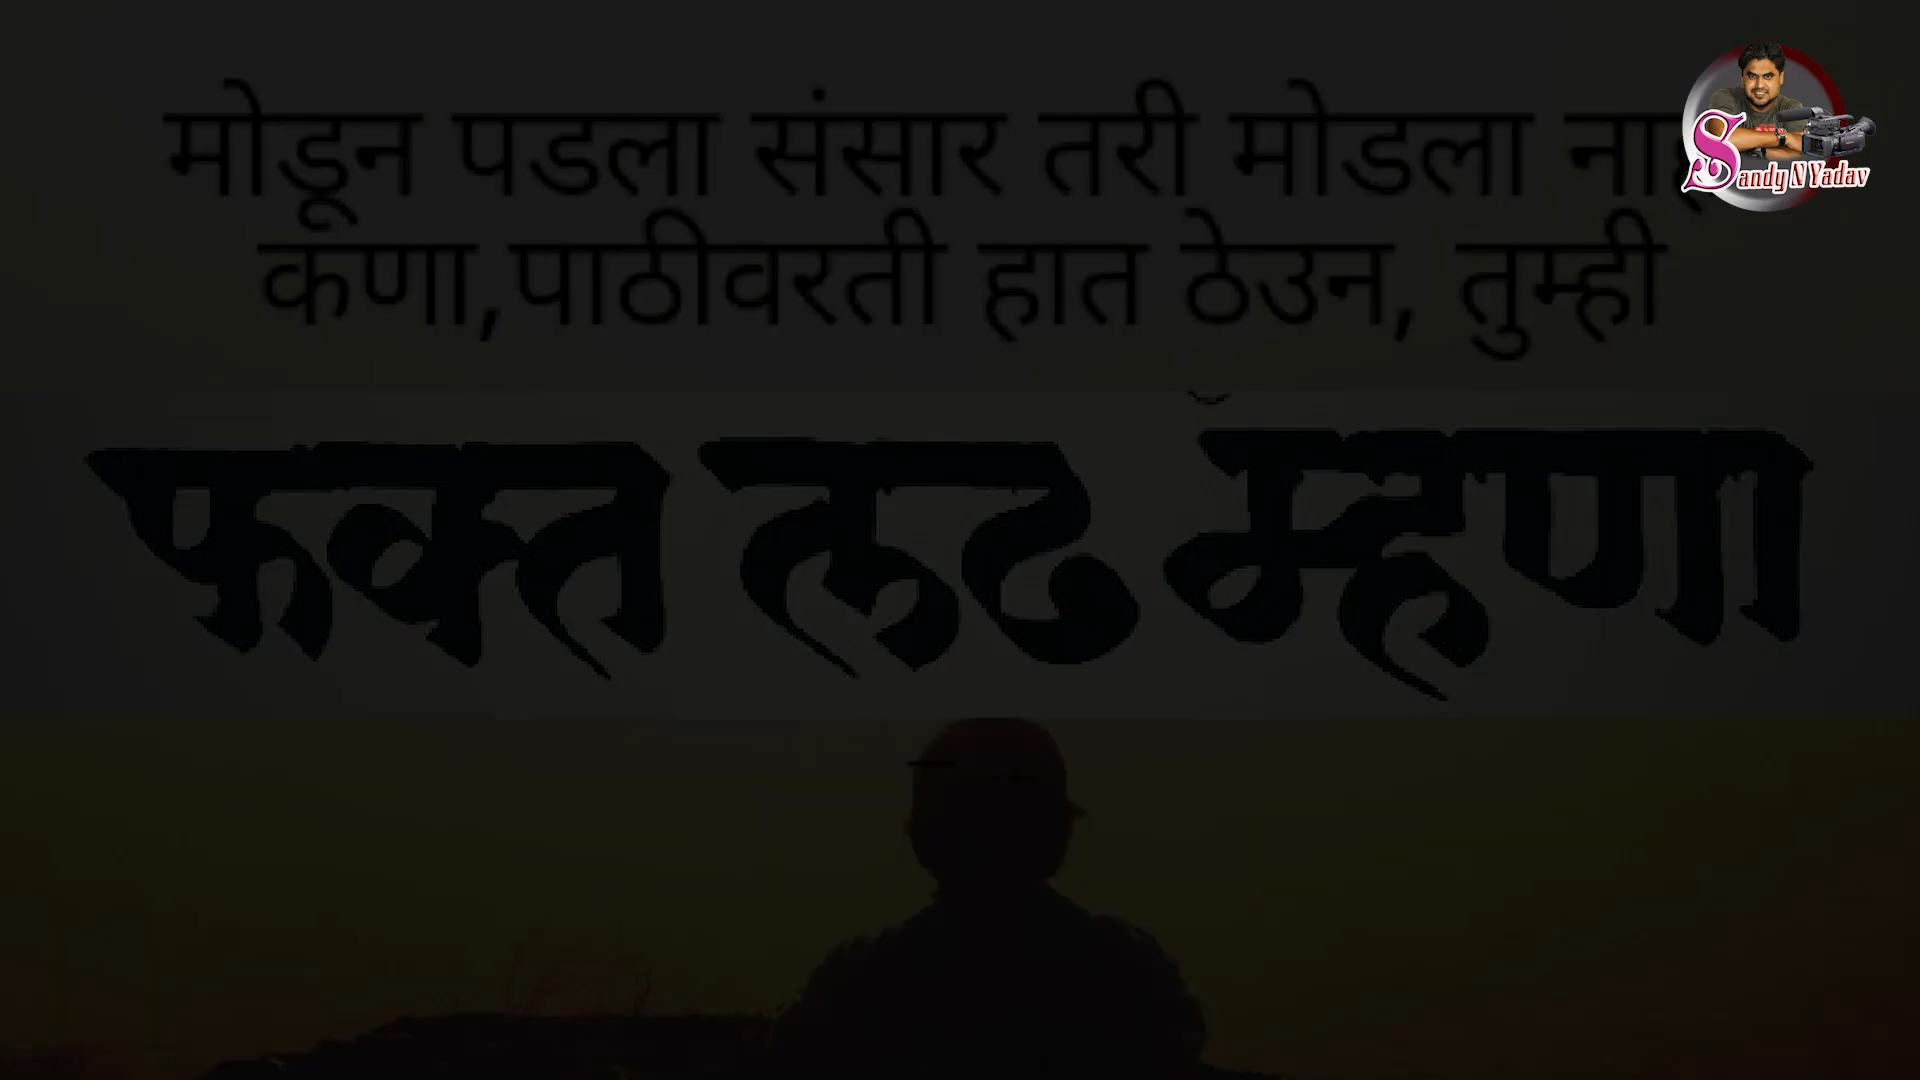 मोडून पडला संसार तरी मोडला
कणा,पाठीवरती हात ठेउन, तुम्ही
फक्त लढ म्हणा
Sandy N Yadav